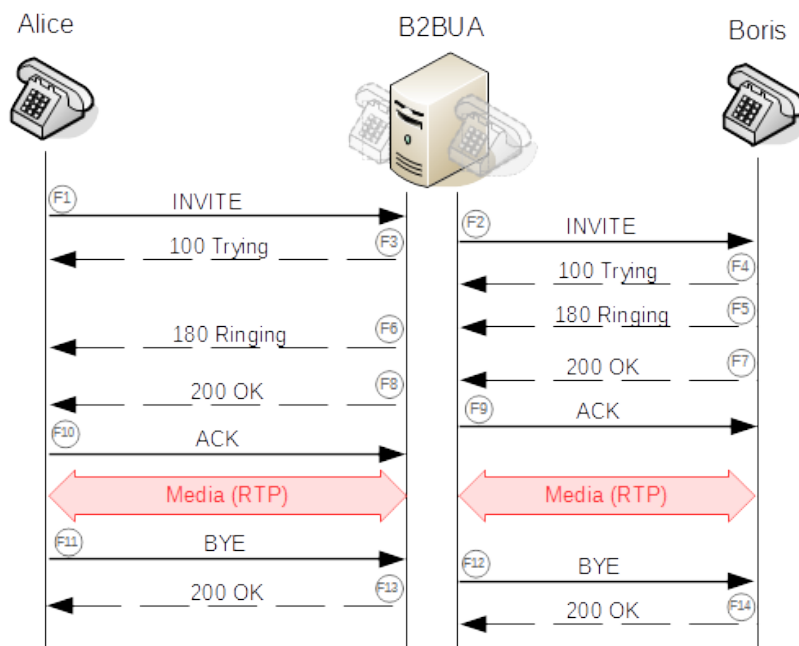 Alice
B2BUA
Boris
F1 INVITE
F2 INVITE
100 Trying F3
100 Trying F4
180 Ringing F5
180 Ringing F6
200 OK F7
200 OK F8
F9 ACK
F10 ACK
Media (RTP)
Media (RTP)
F11 BYE
F12 BYE
200 OK F13
200 OK F14